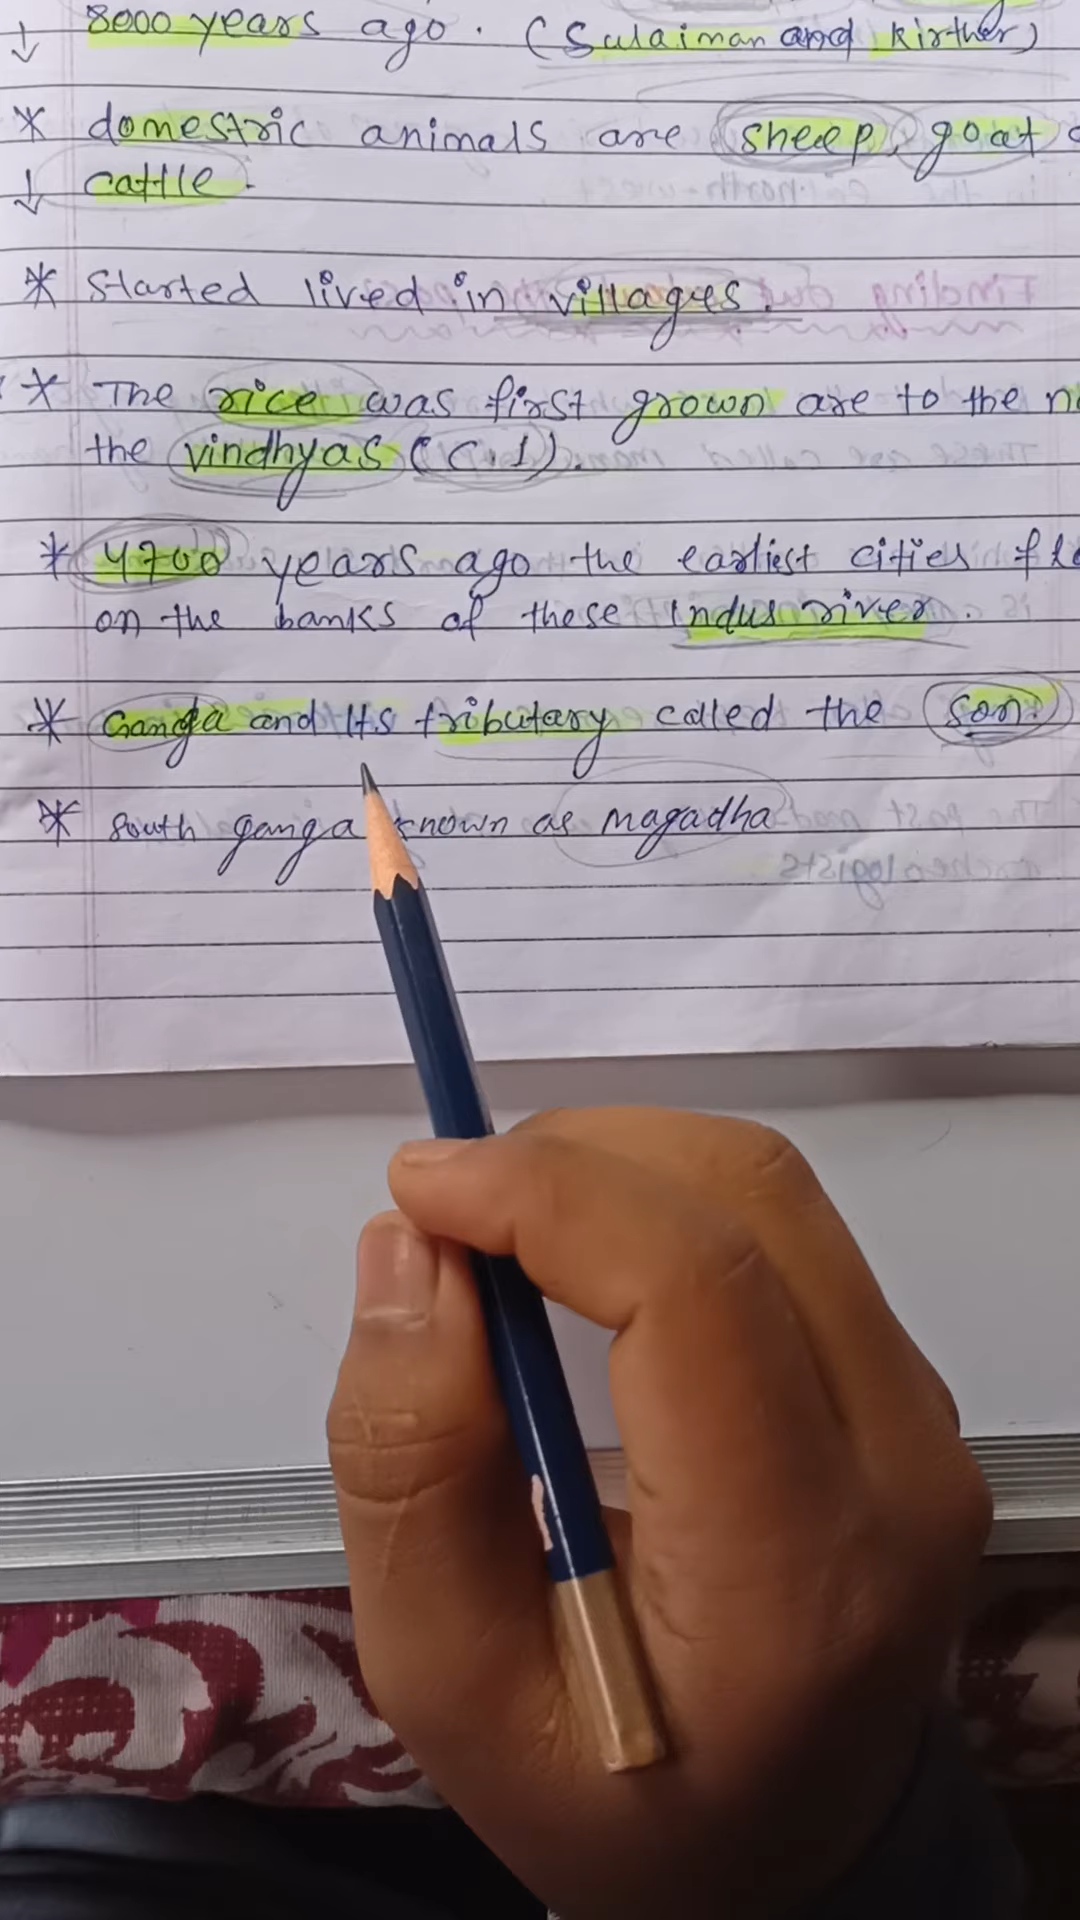 8000 years ago. (Sulaiman and kirther)
* domestric animals are sheep, goat
cattle.
* Started lived in villages.
* The rice was first grown are to the
the vindhyas (C.1).
* 4700 years ago the earliest cities
on the banks of these indus river.
* Ganga and its tributary called the son.
* South ganga known as magadha